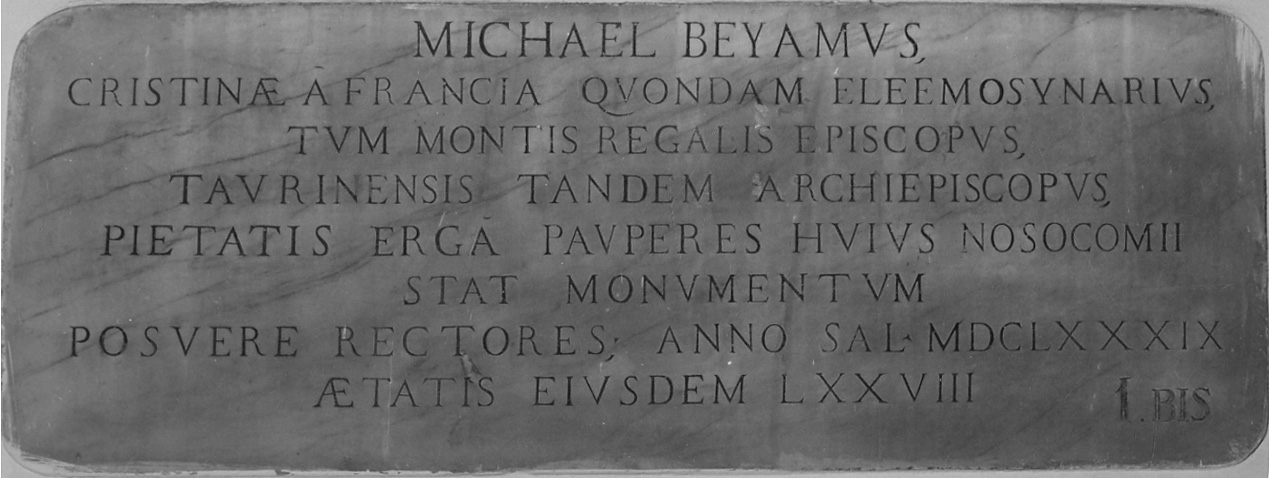 MICHAEL BEYAMVS,
CRISTINÆ À FRANCIA QVONDAM ELEEMOSYNARIVS,
TVM MONTIS REGALIS EPISCOPVS,
TAVRINENSIS TANDEM ARCHIEPISCOPVS,
PIETATIS ERGÀ PAVPERES HVIVS NOSOCOMII
STAT MONVMENTVM
POSVERE RECTORES; ANNO SAL· MDCLXXXIX
ÆTATIS EIVSDEM LXXVIII
1.BIS